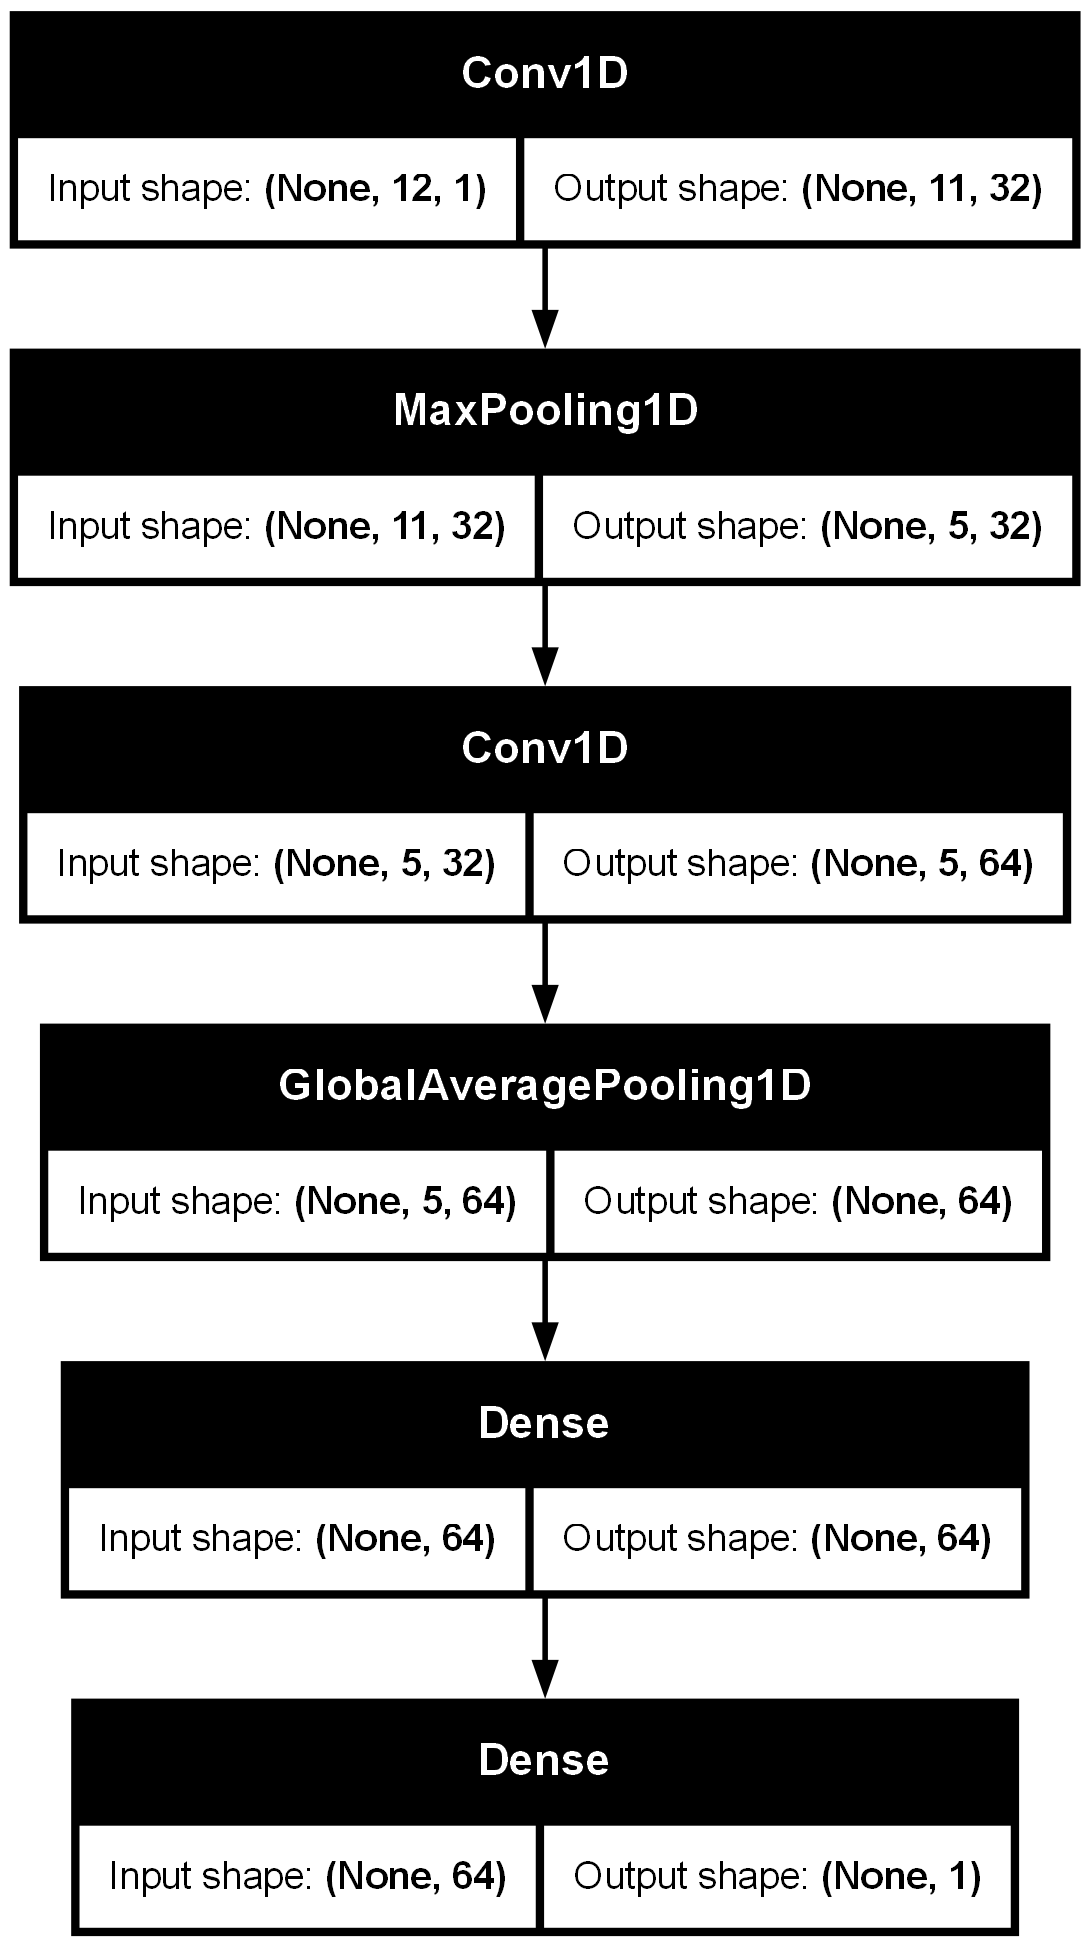 Conv1D
Input shape: (None, 12, 1) Output shape: (None, 11, 32)
MaxPooling1D
Input shape: (None, 11, 32) Output shape: (None, 5, 32)
Conv1D
Input shape: (None, 5, 32) Output shape: (None, 5, 64)
GlobalAveragePooling1D
Input shape: (None, 5, 64) Output shape: (None, 64)
Dense
Input shape: (None, 64) Output shape: (None, 64)
Dense
Input shape: (None, 64) Output shape: (None, 1)